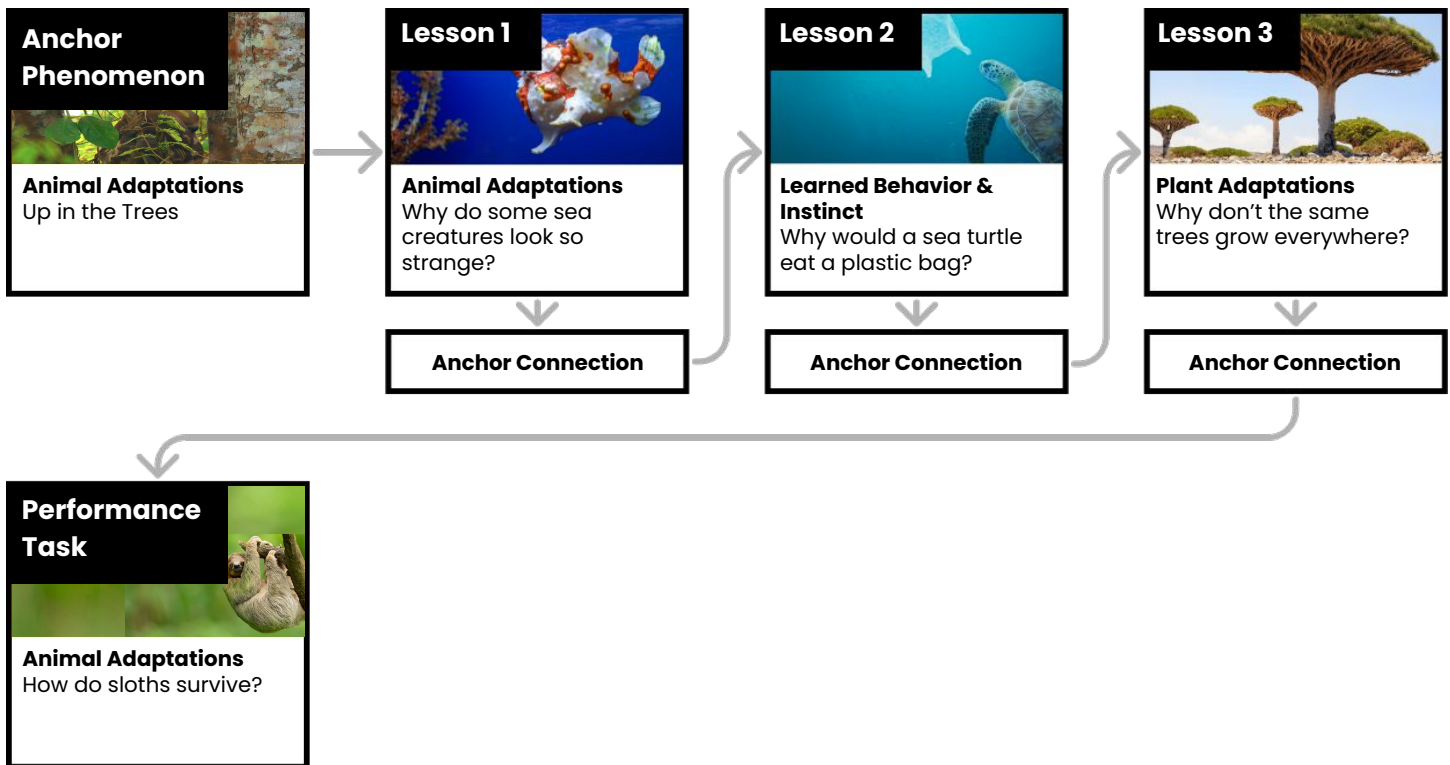 Anchor
Phenomenon
Animal Adaptations
Up in the Trees
Lesson 1
Animal Adaptations
Why do some sea
creatures look so
strange?
Anchor Connection
Lesson 2
Learned Behavior &
Instinct
Why would a sea turtle
eat a plastic bag?
Anchor Connection
Lesson 3
Plant Adaptations
Why don’t the same
trees grow everywhere?
Anchor Connection
Performance
Task
Animal Adaptations
How do sloths survive?